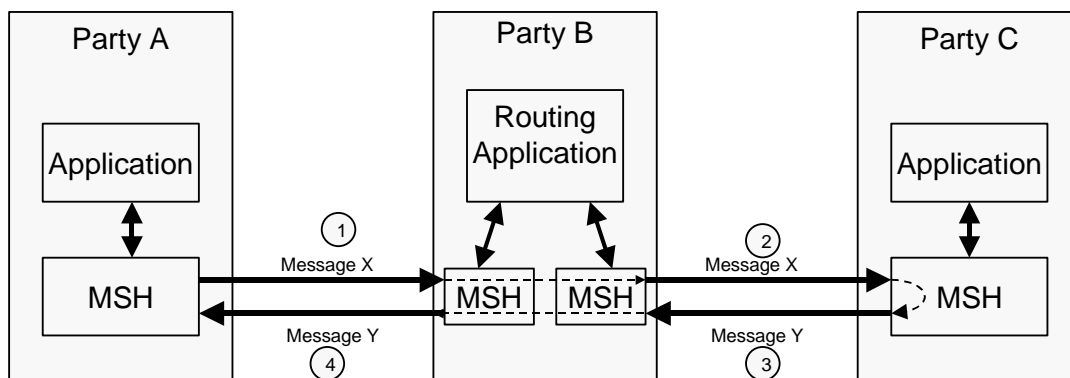 Party A
Party B
Party C
Routing
Application
Application
Application
1
2
Message X
Message X
MSH
MSH
MSH
MSH
Message Y
Message Y
4
3